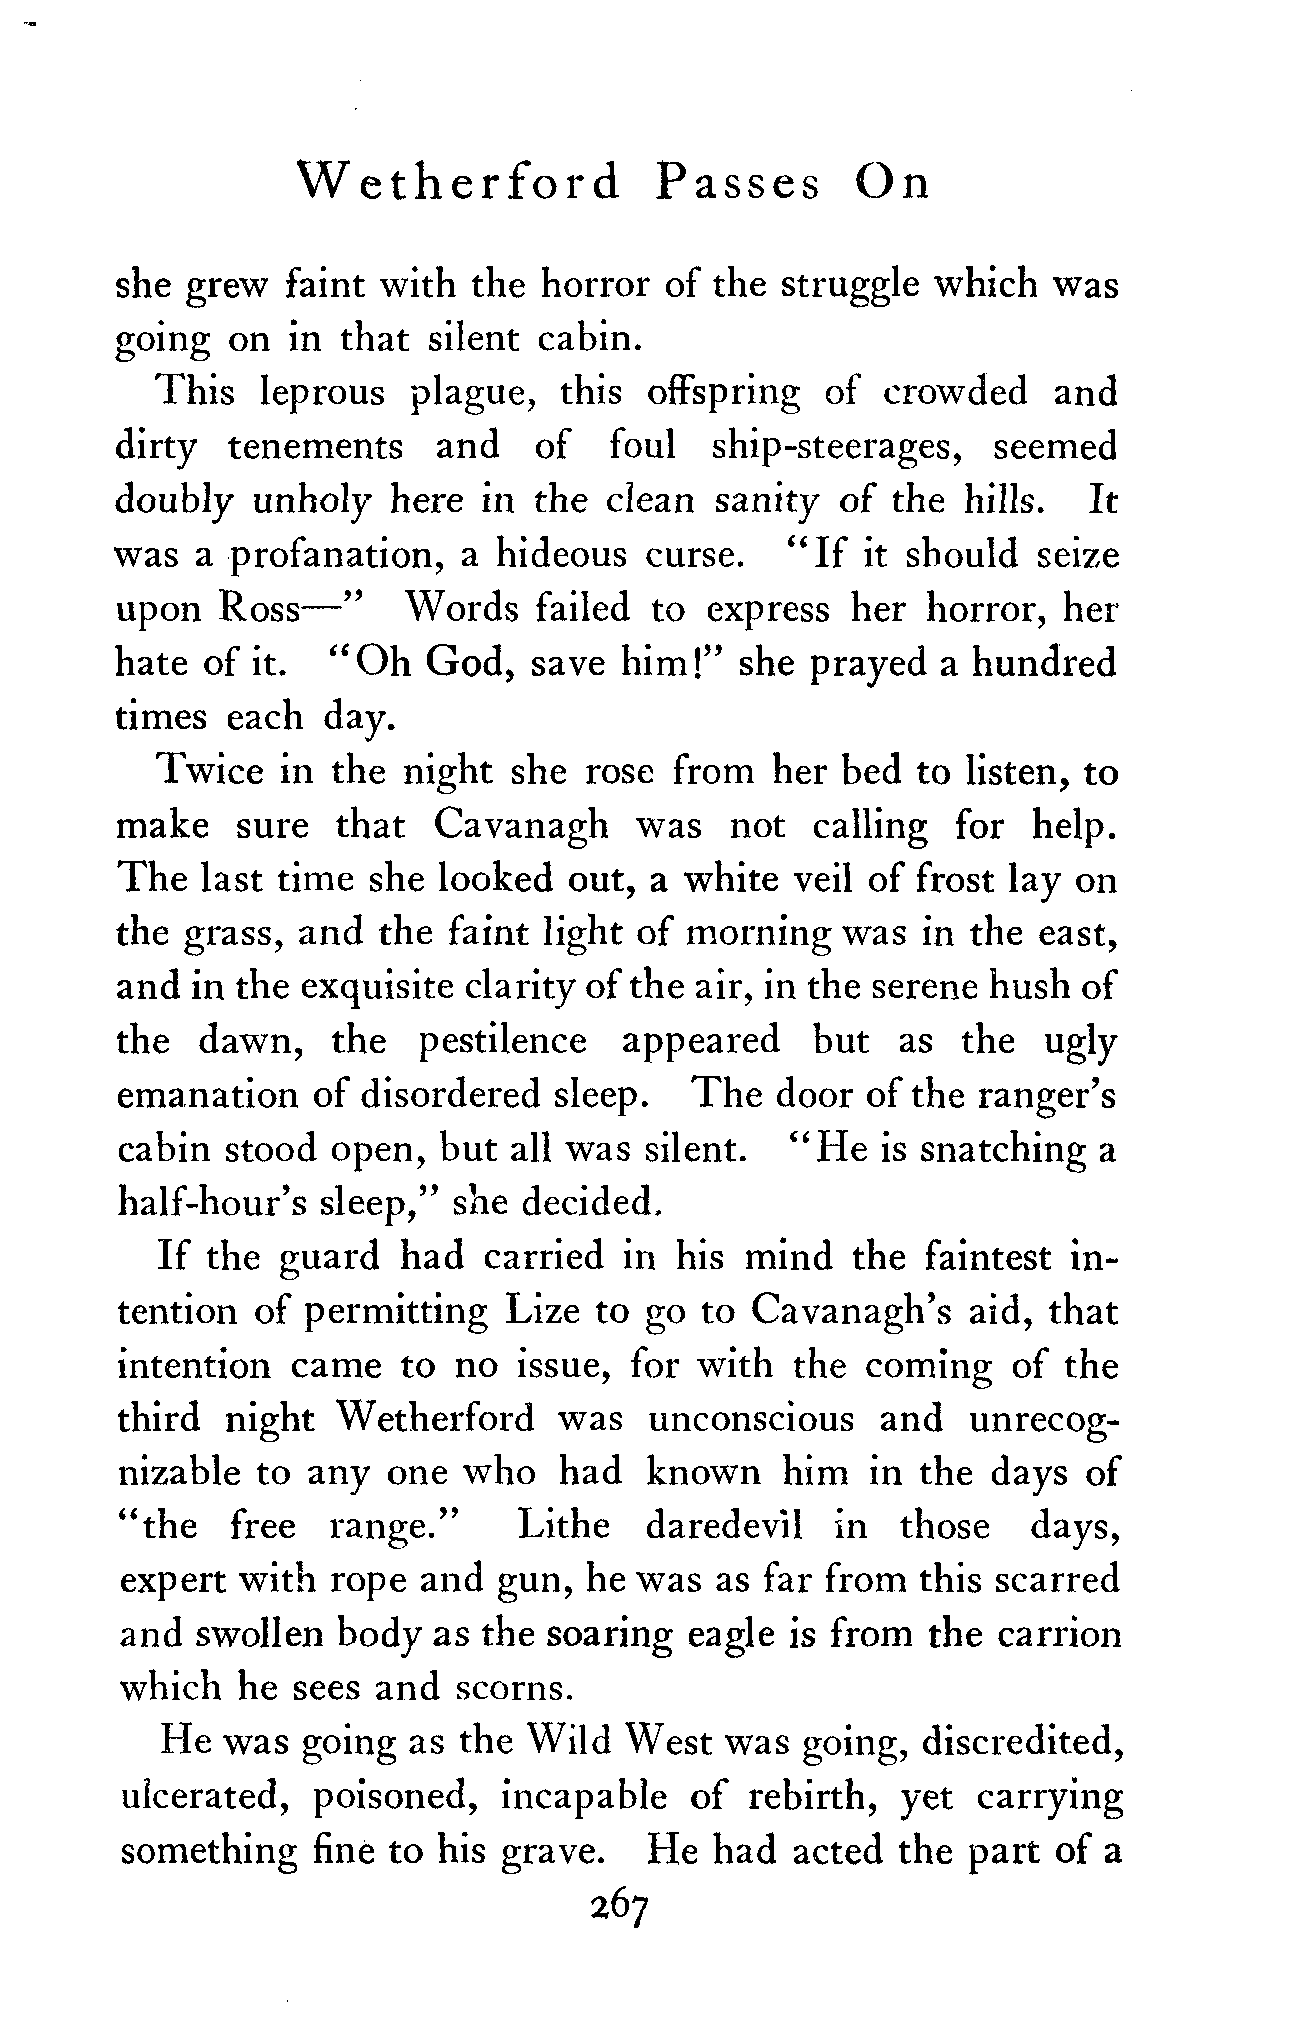 Wetherford Passes On
she grew faint with the horror of the struggle which was
going on in that silent cabin.
This leprous plague, this offspring of crowded and
dirty tenements and of foul ship-steerages, seemed
doubly unholy here in the clean sanity of the hills. It
was a profanation, a hideous curse. "If it should seize
upon Ross—" Words failed to express her horror, her
hate of it. "Oh God, save him!" she prayed a hundred
times each day.
Twice in the night she rose from her bed to listen, to
make sure that Cavanagh was not calling for help.
The last time she looked out, a white veil of frost lay on
the grass, and the faint light of morning was in the east,
and in the exquisite clarity of the air, in the serene hush of
the dawn, the pestilence appeared but as the ugly
emanation of disordered sleep. The door of the ranger's
cabin stood open, but all was silent. "He is snatching a
half-hour's sleep," she decided.
If the guard had carried in his mind the faintest in-
tention of permitting Lize to go to Cavanagh's aid, that
intention came to no issue, for with the coming of the
third night Wetherford was unconscious and unrecog-
nizable to any one who had known him in the days of
"the free range." Lithe daredevil in those days,
expert with rope and gun, he was as far from this scarred
and swollen body as the soaring eagle is from the carrion
which he sees and scorns.
He was going as the Wild West was going, discredited,
ulcerated, poisoned, incapable of rebirth, yet carrying
something fine to his grave. He had acted the part of a
267